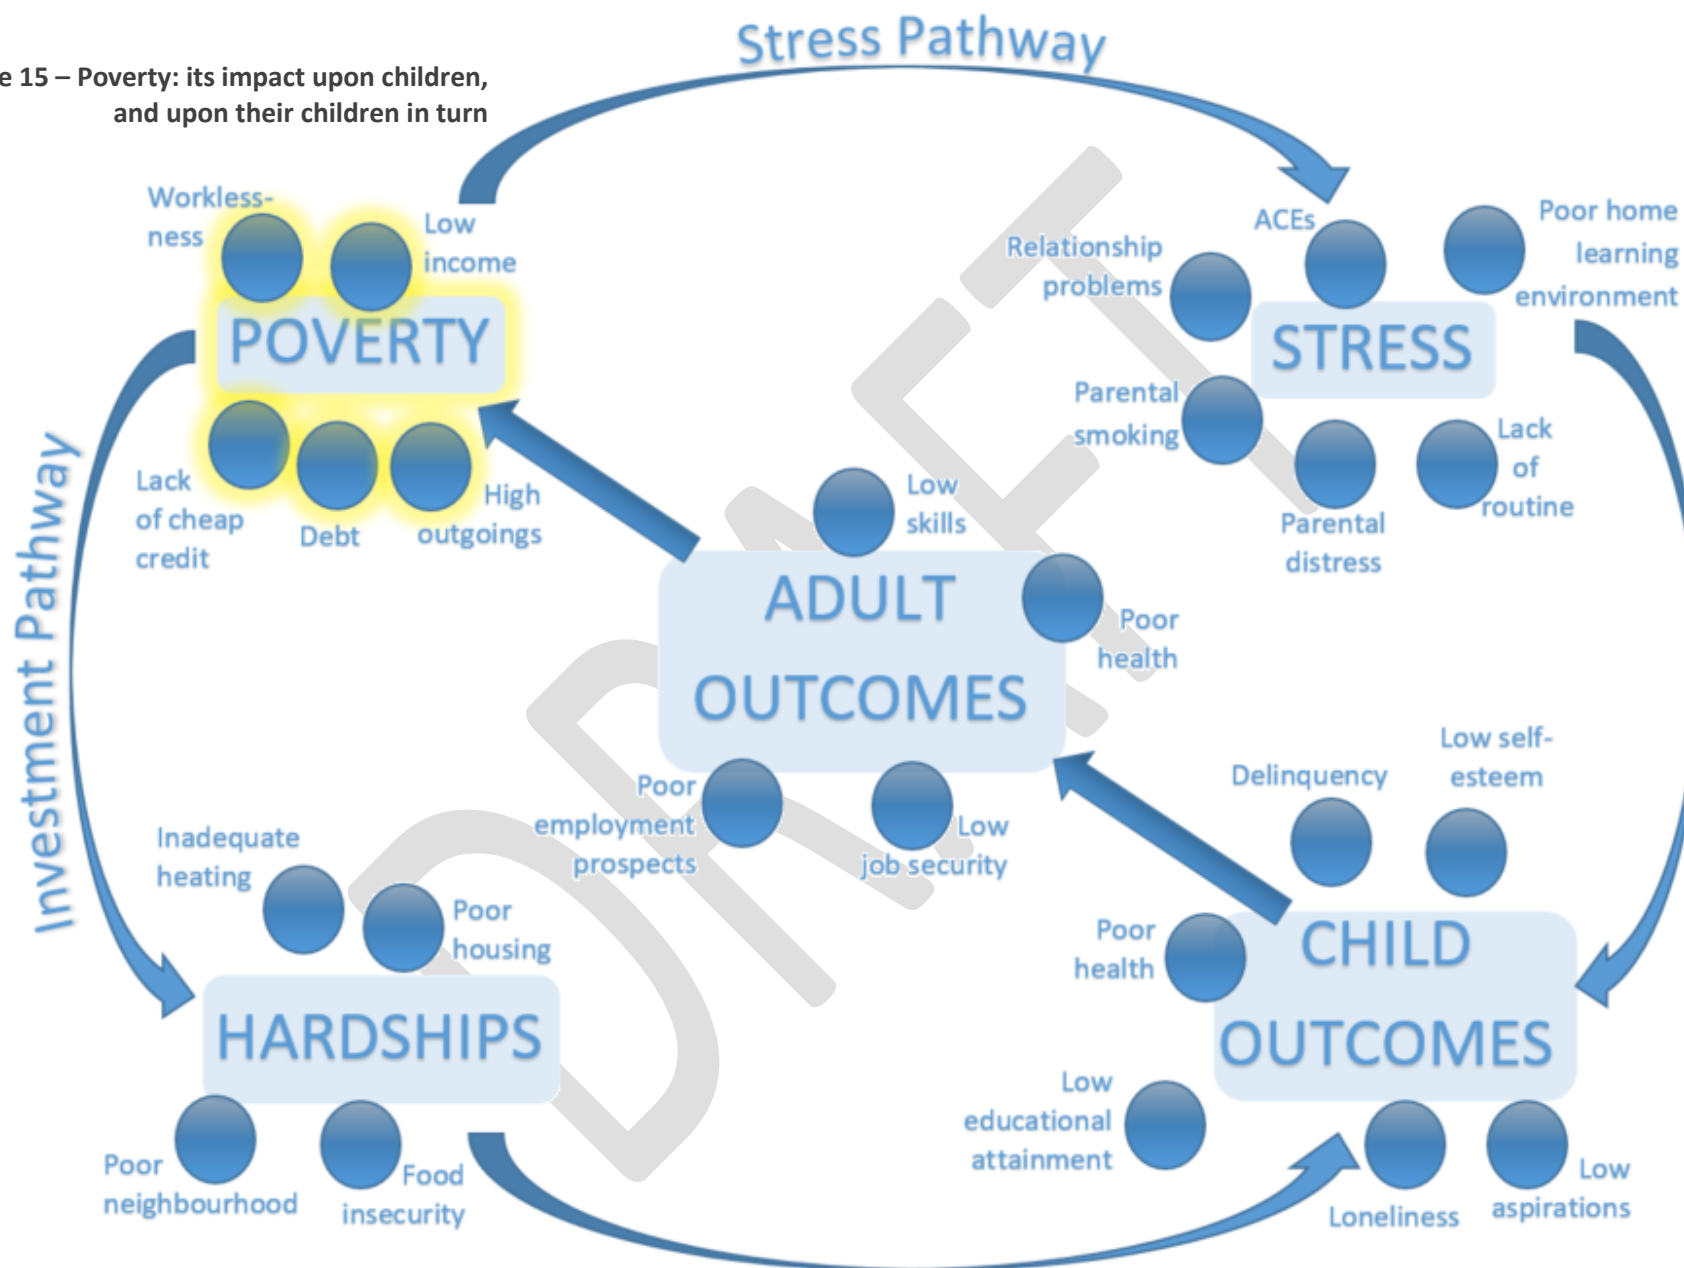 Stress Pathway
e 15 – Poverty: its impact upon children,
and upon their children in turn
Workless-
ness
Low
income
POVERTY
Lack
of cheap
credit
Debt
High
outgoings
Investment Pathway
ACEs
Relationship
problems
Poor home
learning
environment
STRESS
Parental
smoking
Parental
distress
Lack
of
routine
Low
skills
ADULT
OUTCOMES
Poor
health
Poor
employment
prospects
Low
job security
Inadequate
heating
Poor
housing
HARDSHIPS
Poor
neighbourhood
Food
insecurity
Delinquency
Low self-
esteem
Poor
health
CHILD
OUTCOMES
Low
educational
attainment
Loneliness
Low
aspirations
DRAFT